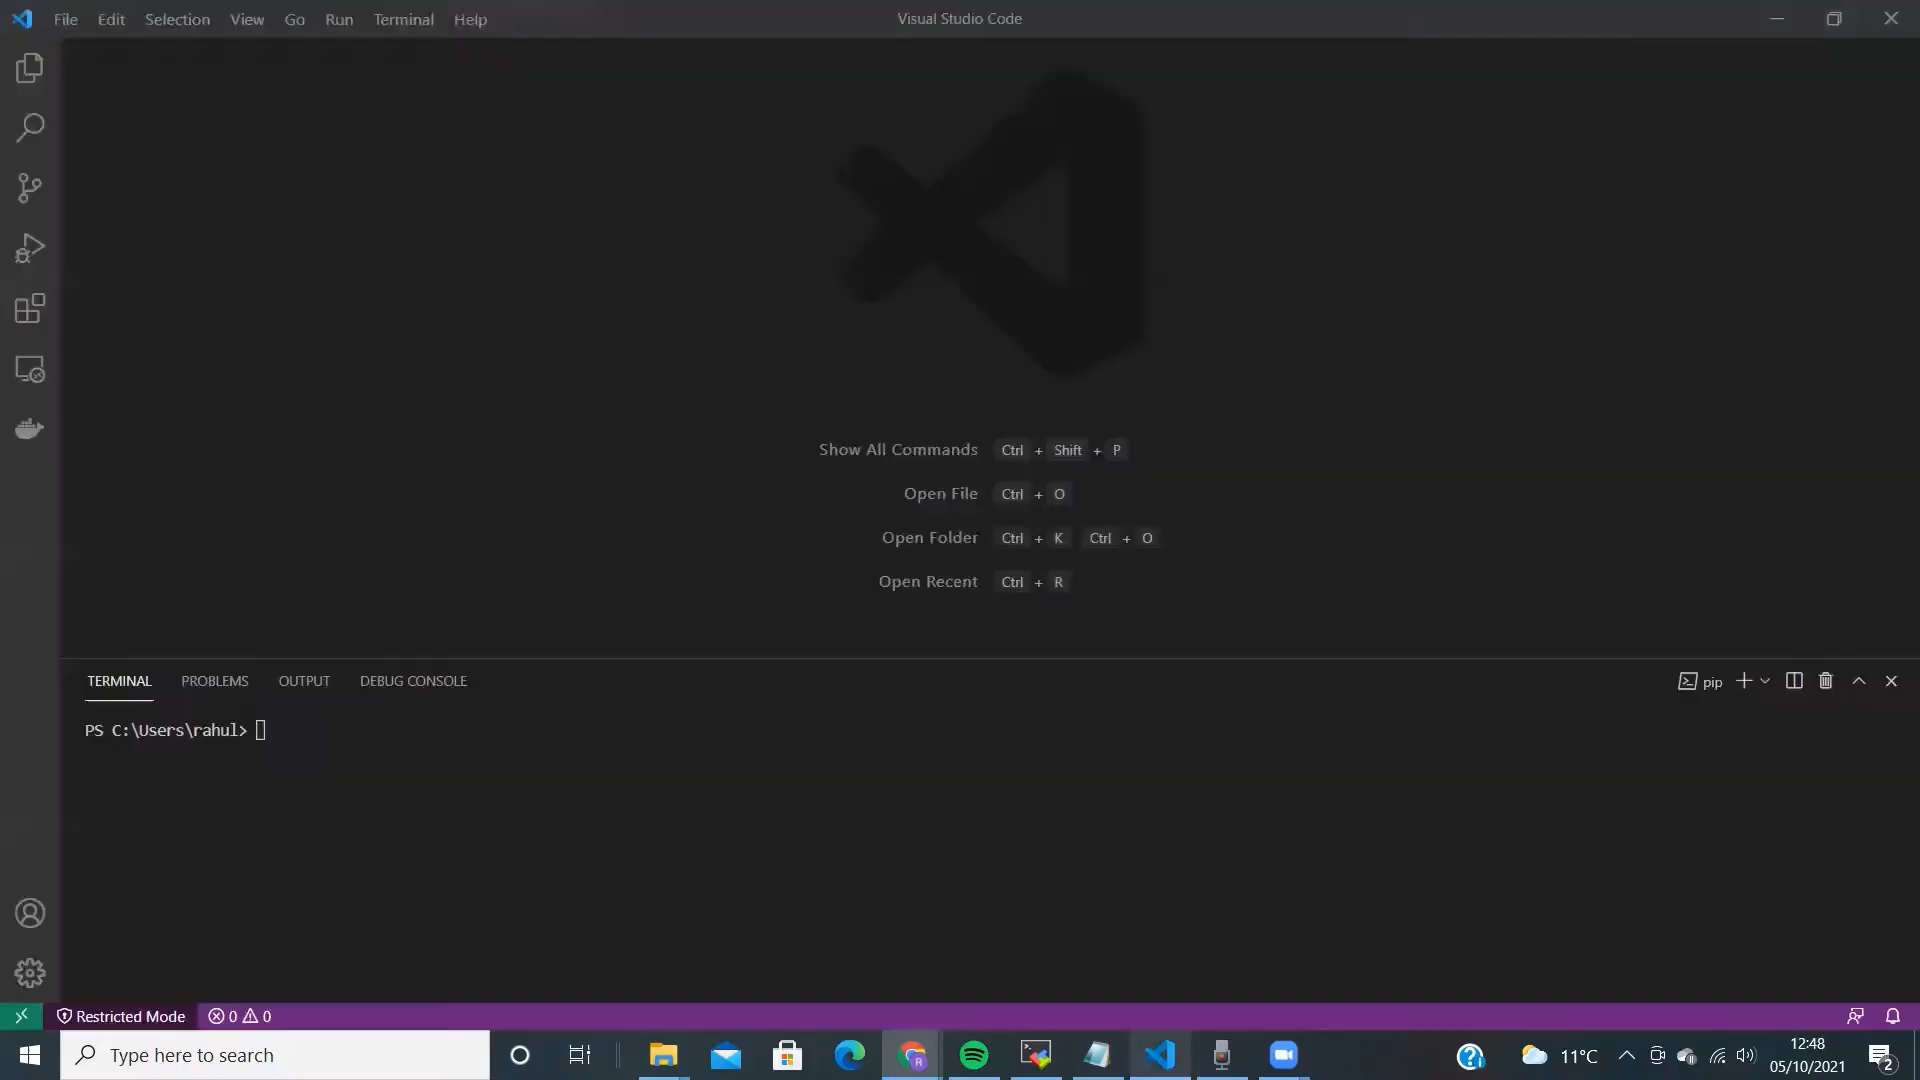 File Edit Selection View Go Run Terminal Help
Visual Studio Code
Show All Commands Ctrl + Shift + P
Open File Ctrl + O
Open Folder Ctrl + K Ctrl + O
Open Recent Ctrl + R
TERMINAL PROBLEMS OUTPUT DEBUG CONSOLE
pip
PS C:\Users\rahul>
Restricted Mode 0 0
Type here to search
R
11°C
12:48
05/10/2021
2